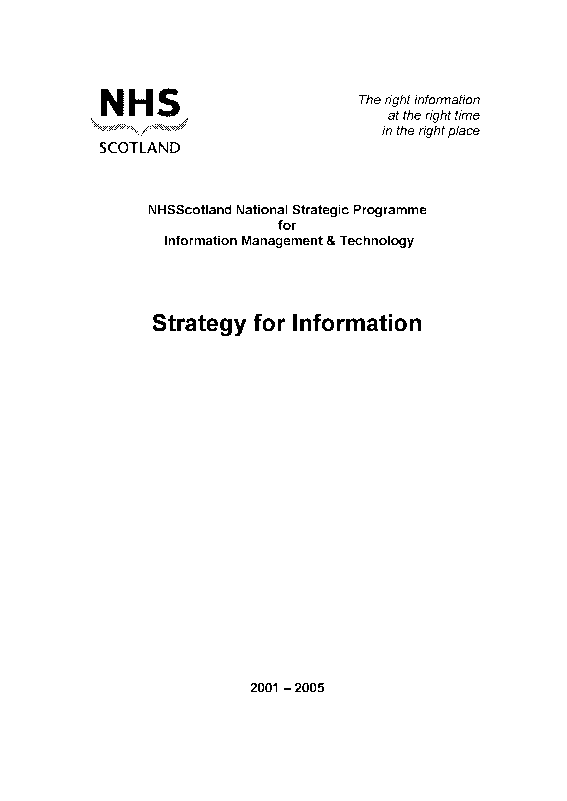 NHS
SCOTLAND
The right information
at the right time
in the right place
NHSScotland National Strategic Programme
for
Information Management & Technology
Strategy for Information
2001 – 2005